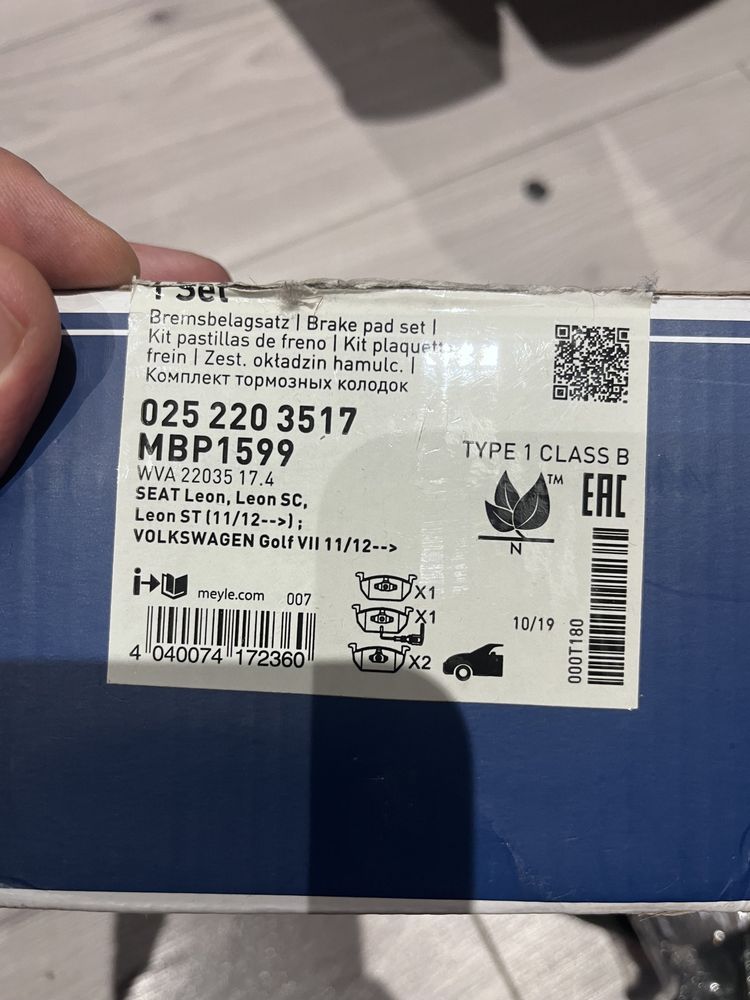 1 Set
Bremsbelagsatz | Brake pad set |
Kit pastillas de freno | Kit plaquett
frein | Zest. okładzin hamulc. |
Комплект тормозных колодок
025 220 3517
MBP1599
WVA 22035 17.4
SEAT Leon, Leon SC,
Leon ST (11/12-->) ;
VOLKSWAGEN Golf VII 11/12-->
TYPE 1 CLASS B
TM
EAC
N
meyle.com 007
X1
X1
X2
10/19
4 040074 172360
000T180